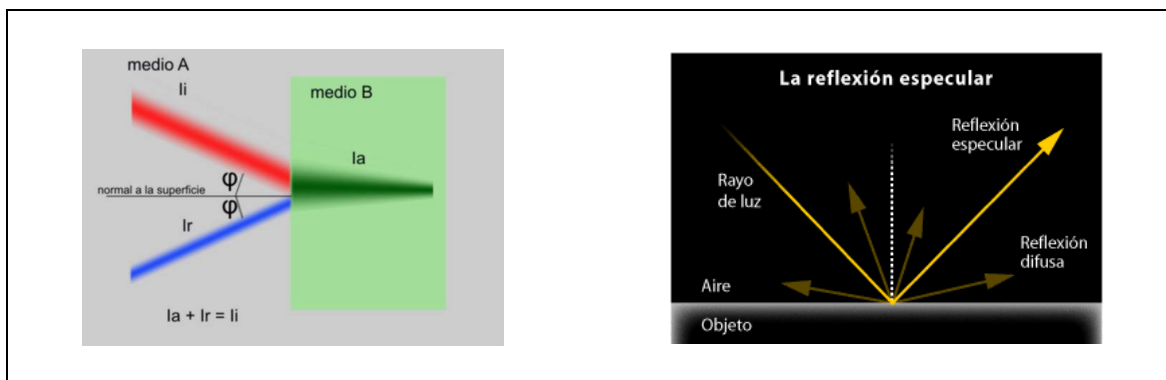 medio A
Ii
medio B
Ia
normal a la superficie
φ
φ
Ir
Ia + Ir = Ii
La reflexión especular
Reflexión
especular
Rayo
de luz
Reflexión
difusa
Aire
Objeto